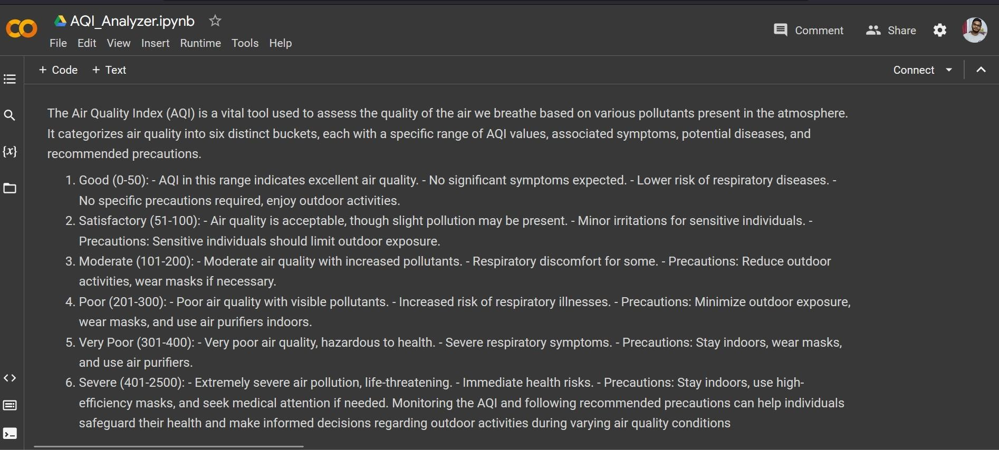 AQI_Analyzer.ipynb
Comment
Share
File Edit View Insert Runtime Tools Help
+ Code + Text
Connect
{x}
The Air Quality Index (AQI) is a vital tool used to assess the quality of the air we breathe based on various pollutants present in the atmosphere.
It categorizes air quality into six distinct buckets, each with a specific range of AQI values, associated symptoms, potential diseases, and
recommended precautions.
1. Good (0-50): - AQI in this range indicates excellent air quality. - No significant symptoms expected. - Lower risk of respiratory diseases. -
No specific precautions required, enjoy outdoor activities.
2. Satisfactory (51-100): - Air quality is acceptable, though slight pollution may be present. - Minor irritations for sensitive individuals. -
Precautions: Sensitive individuals should limit outdoor exposure.
3. Moderate (101-200): - Moderate air quality with increased pollutants. - Respiratory discomfort for some. - Precautions: Reduce outdoor
activities, wear masks if necessary.
4. Poor (201-300): - Poor air quality with visible pollutants. - Increased risk of respiratory illnesses. - Precautions: Minimize outdoor exposure,
wear masks, and use air purifiers indoors.
5. Very Poor (301-400): - Very poor air quality, hazardous to health. - Severe respiratory symptoms. - Precautions: Stay indoors, wear masks,
and use air purifiers.
6. Severe (401-2500): - Extremely severe air pollution, life-threatening. - Immediate health risks. - Precautions: Stay indoors, use high-
efficiency masks, and seek medical attention if needed. Monitoring the AQI and following recommended precautions can help individuals
safeguard their health and make informed decisions regarding outdoor activities during varying air quality conditions